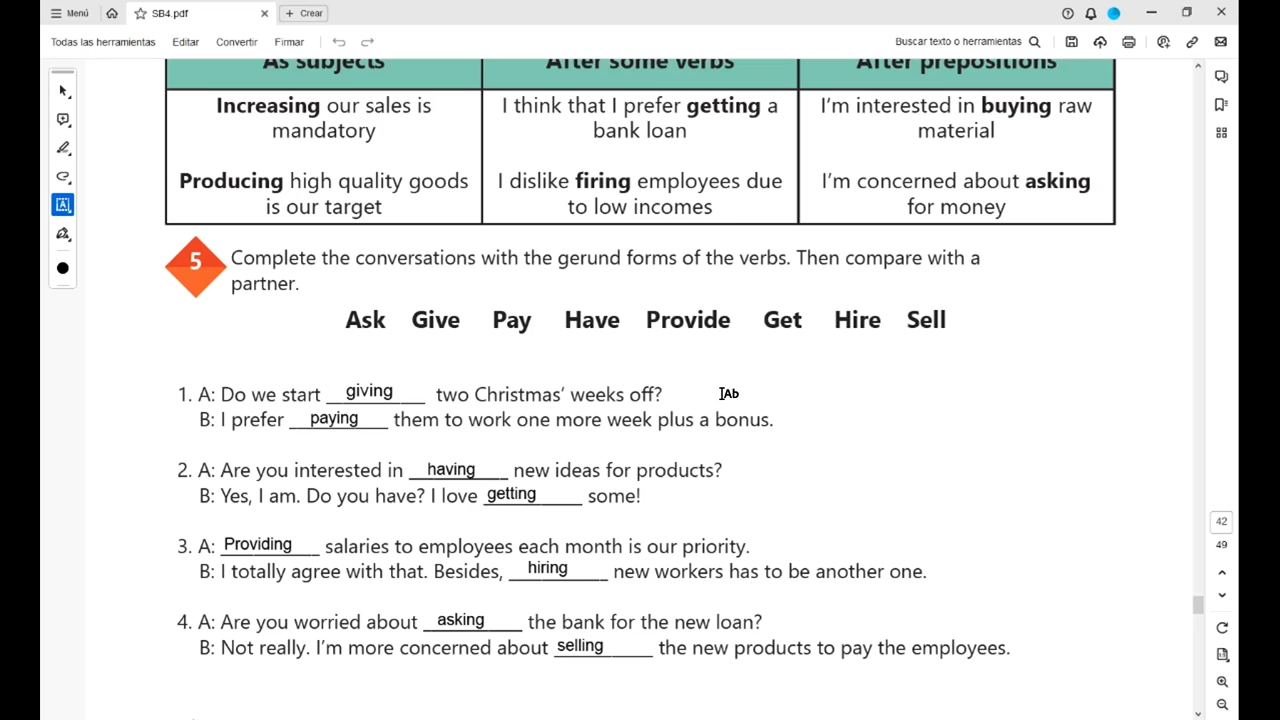 Menú SB4.pdf Crear
Todas las herramientas Editar Convertir Firmar Buscar texto o herramientas
As subjects After some verbs After prepositions
Increasing our sales is mandatory
Producing high quality goods is our target
I think that I prefer getting a bank loan
I dislike firing employees due to low incomes
I'm interested in buying raw material
I'm concerned about asking for money
5 Complete the conversations with the gerund forms of the verbs. Then compare with a
partner.
Ask Give Pay Have Provide Get Hire Sell
1. A: Do we start giving two Christmas' weeks off? Ab
B: I prefer paying them to work one more week plus a bonus.
2. A: Are you interested in having new ideas for products?
B: Yes, I am. Do you have? I love getting some!
3. A: Providing salaries to employees each month is our priority.
B: I totally agree with that. Besides, hiring new workers has to be another one.
4. A: Are you worried about asking the bank for the new loan?
B: Not really. I'm more concerned about selling the new products to pay the employees.
42
49